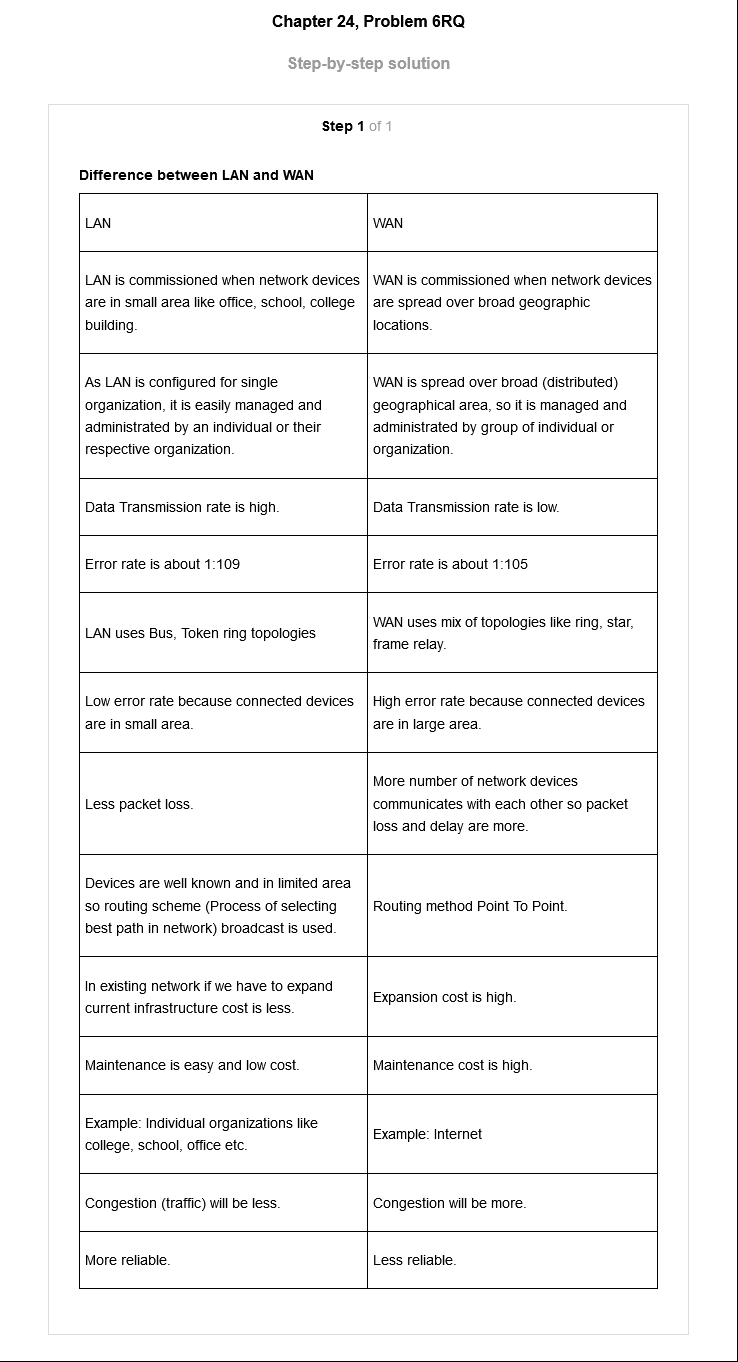 Chapter 24, Problem 6RQ
Step-by-step solution
Step 1 of 1
Difference between LAN and WAN
LAN
WAN
LAN is commissioned when network devices
are in small area like office, school, college
building.
WAN is commissioned when network devices
are spread over broad geographic
locations.
As LAN is configured for single
organization, it is easily managed and
administrated by an individual or their
respective organization.
WAN is spread over broad (distributed)
geographical area, so it is managed and
administrated by group of individual or
organization.
Data Transmission rate is high.
Data Transmission rate is low.
Error rate is about 1:109
Error rate is about 1:105
LAN uses Bus, Token ring topologies
WAN uses mix of topologies like ring, star,
frame relay.
Low error rate because connected devices
are in small area.
High error rate because connected devices
are in large area.
Less packet loss.
More number of network devices
communicates with each other so packet
loss and delay are more.
Devices are well known and in limited area
so routing scheme (Process of selecting
best path in network) broadcast is used.
Routing method Point To Point.
In existing network if we have to expand
current infrastructure cost is less.
Expansion cost is high.
Maintenance is easy and low cost.
Maintenance cost is high.
Example: Individual organizations like
college, school, office etc.
Example: Internet
Congestion (traffic) will be less.
Congestion will be more.
More reliable.
Less reliable.